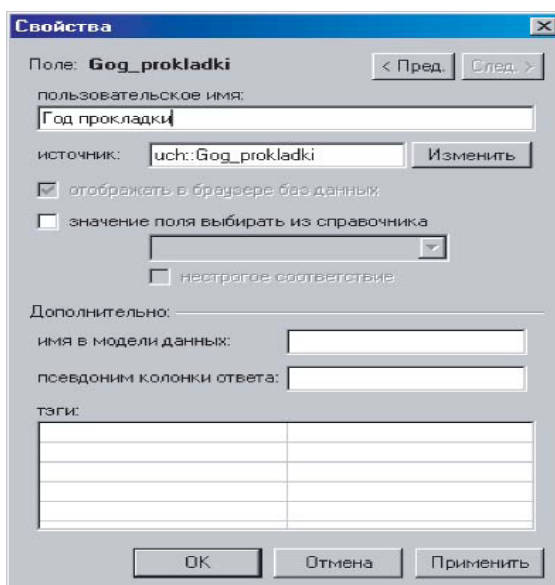 Свойства
Поле: Gog_prokladki
< Пред.
След. >
пользовательское имя:
Год прокладки
источник: uch::Gog_prokladki Изменить
отображать в браузере баз данных
значение поля выбирать из справочника
нестрогое соответствие
Дополнительно:
имя в модели данных:
псевдоним колонки ответа:
тэги:
ОК Отмена Применить